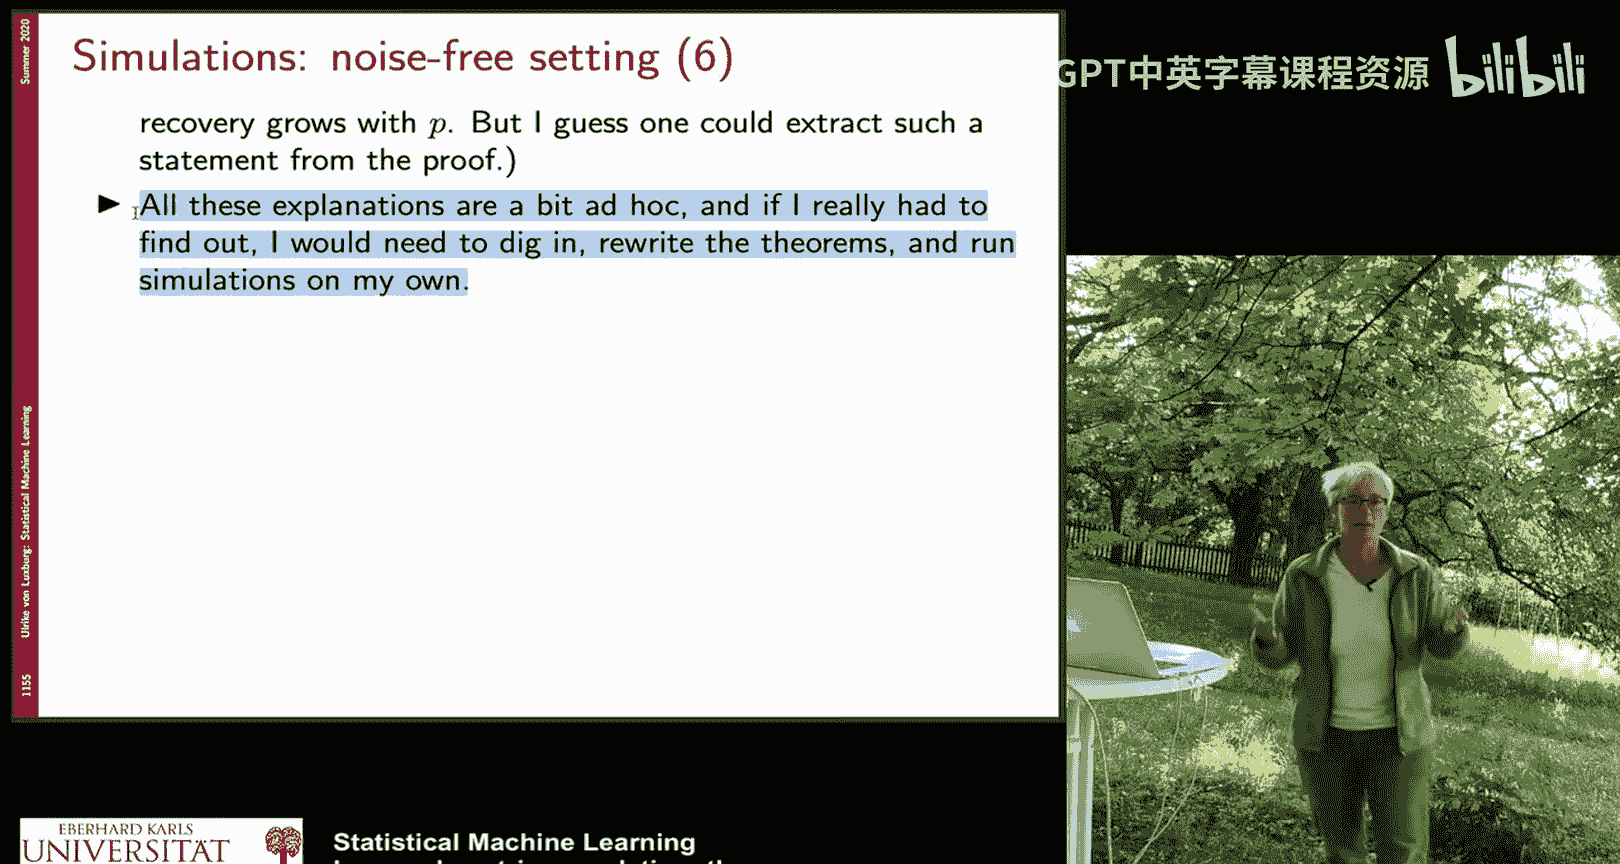 Simulations: noise-free setting (6)
recovery grows with p. But I guess one could extract such a
statement from the proof.)
All these explanations are a bit ad hoc, and if I really had to
find out, I would need to dig in, rewrite the theorems, and run
simulations on my own.
Summer 2020
Ulrike von Luxburg: Statistical Machine Learning
1155
GPT中英字幕课程资源
bilibili
EBERHARD KARLS
UNIVERSITÄT
Statistical Machine Learning